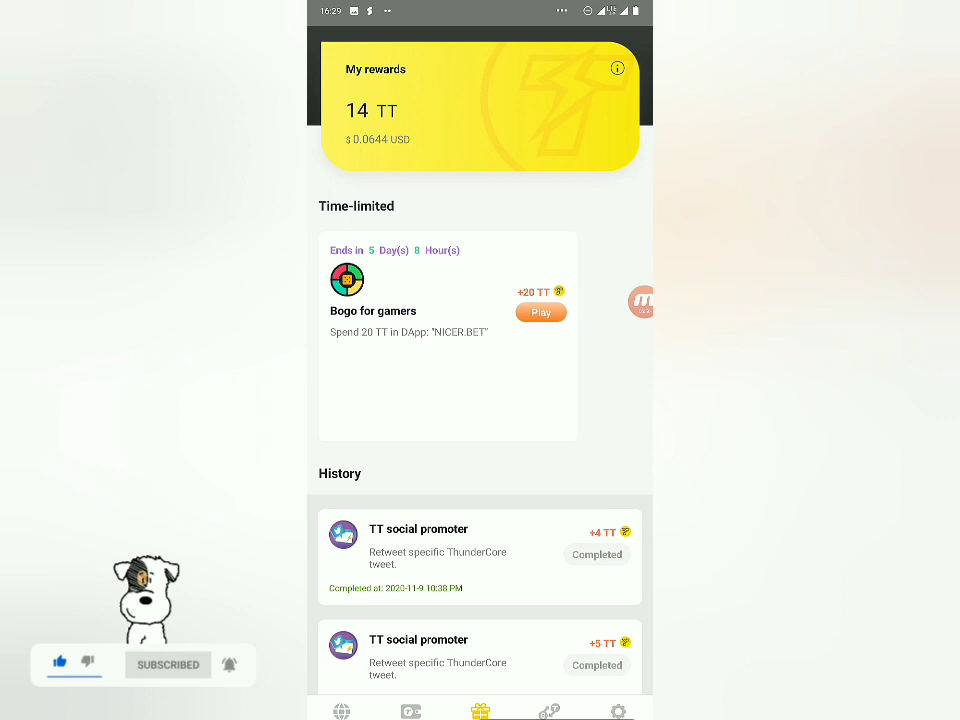 16:29
LTE
My rewards
14 TT
$ 0.0644 USD
Time-limited
Ends in 5 Day(s) 8 Hour(s)
+20 TT
Bogo for gamers
Play
Spend 20 TT in DApp: "NICER.BET"
History
TT social promoter
+4 TT
Retweet specific ThunderCore
tweet.
Completed
Completed at: 2020-11-9 10:38 PM
TT social promoter
+5 TT
Retweet specific ThunderCore
tweet.
Completed
SUBSCRIBED